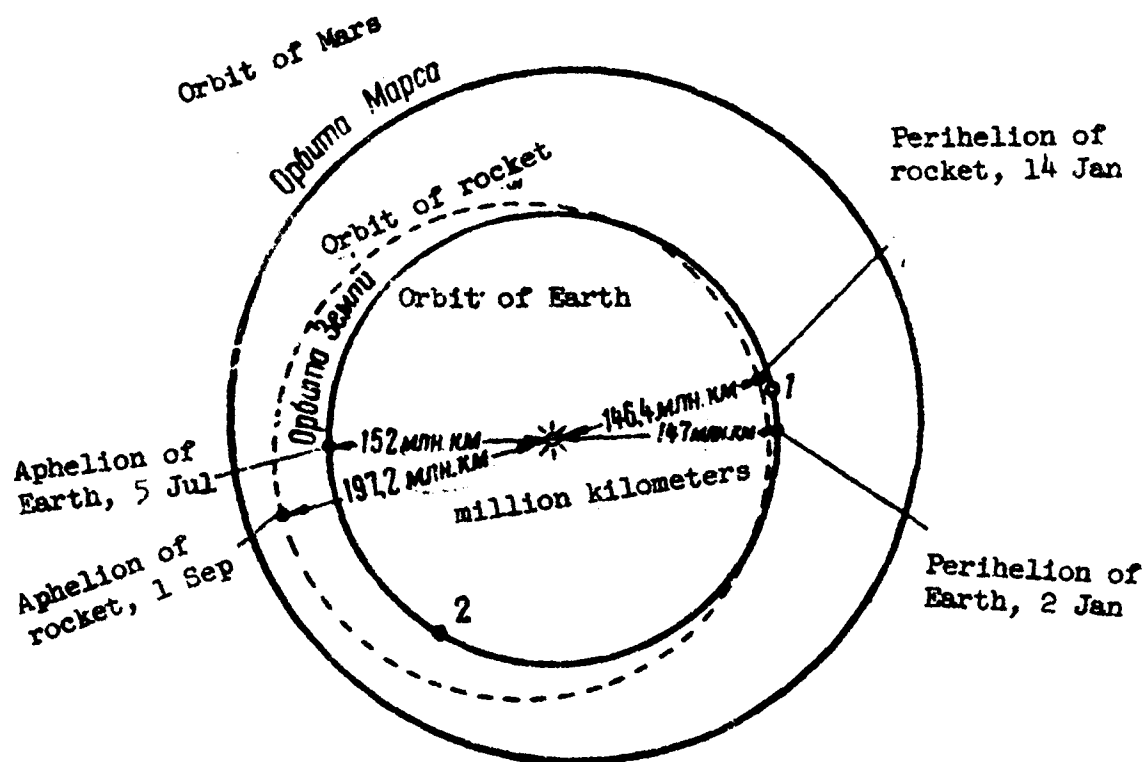 Orbit of Mars
Орбита Марса
Perihelion of
rocket, 14 Jan
Orbit of rocket
Орбита Земли
Orbit of Earth
1
146,4 МЛН. КМ
152 МЛН. КМ
147 МЛН. КМ
197,2 МЛН. КМ
million kilometers
Aphelion of
Earth, 5 Jul
Aphelion of
rocket, 1 Sep
2
Perihelion of
Earth, 2 Jan